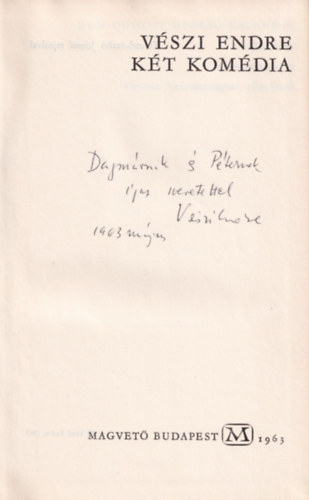 VÉSZI ENDRE
KÉT KOMÉDIA
Dagmárnak és Péternek
igaz szeretettel
Vészi Endre
1963 május
MAGVETŐ BUDAPEST M 1963